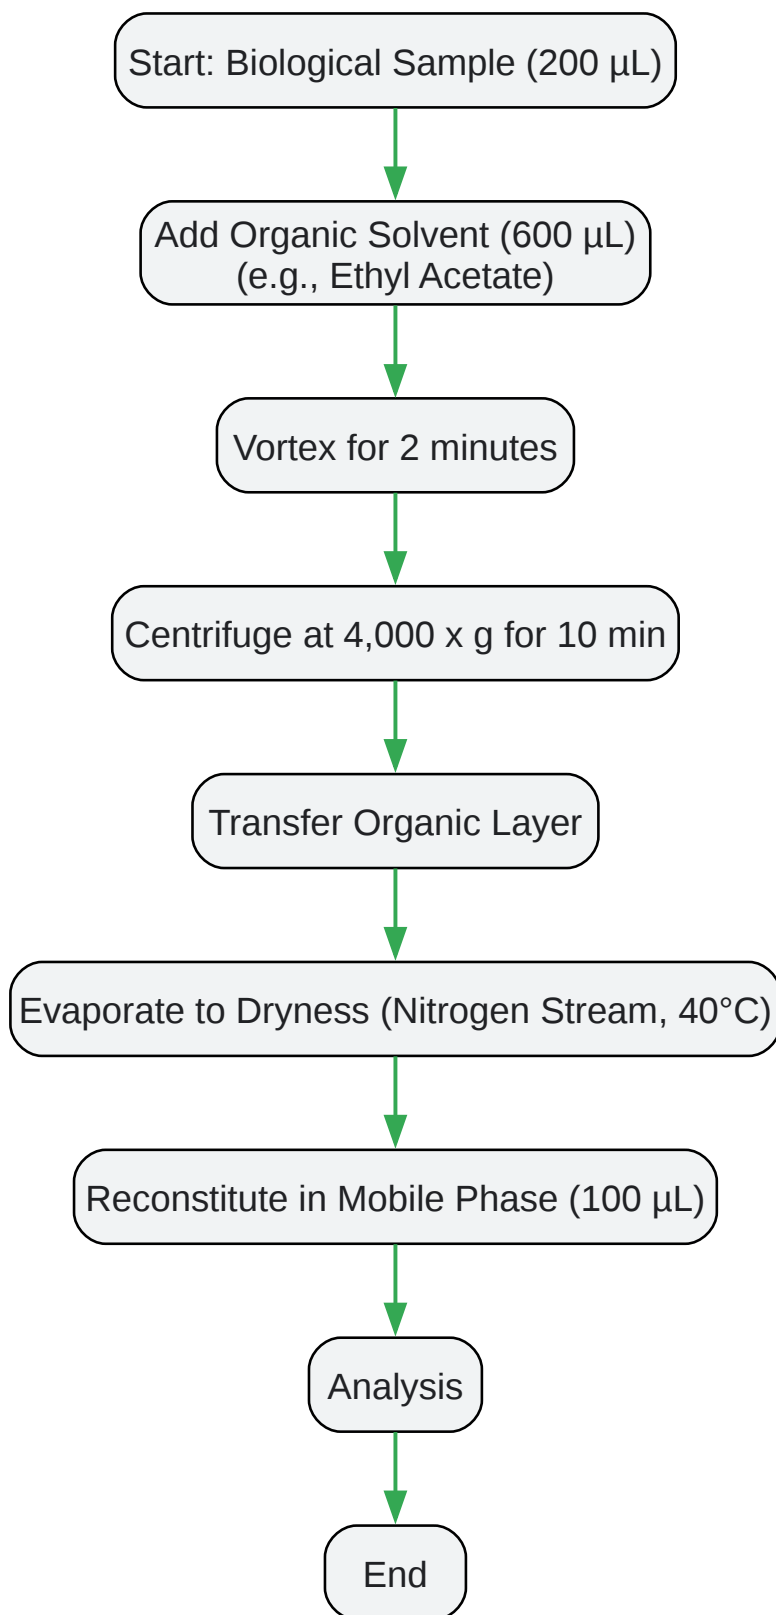 Start: Biological Sample (200 µL)
Add Organic Solvent (600 µL)
(e.g., Ethyl Acetate)
Vortex for 2 minutes
Centrifuge at 4,000 x g for 10 min
Transfer Organic Layer
Evaporate to Dryness (Nitrogen Stream, 40°C)
Reconstitute in Mobile Phase (100 µL)
Analysis
End